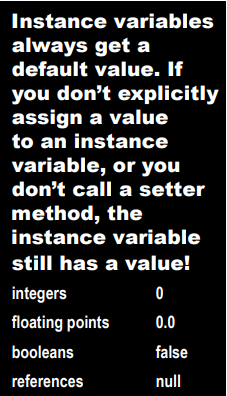 Instance variables
always get a
default value. If
you don’t explicitly
assign a value
to an instance
variable, or you
don’t call a setter
method, the
instance variable
still has a value!
integers 0
floating points 0.0
booleans false
references null